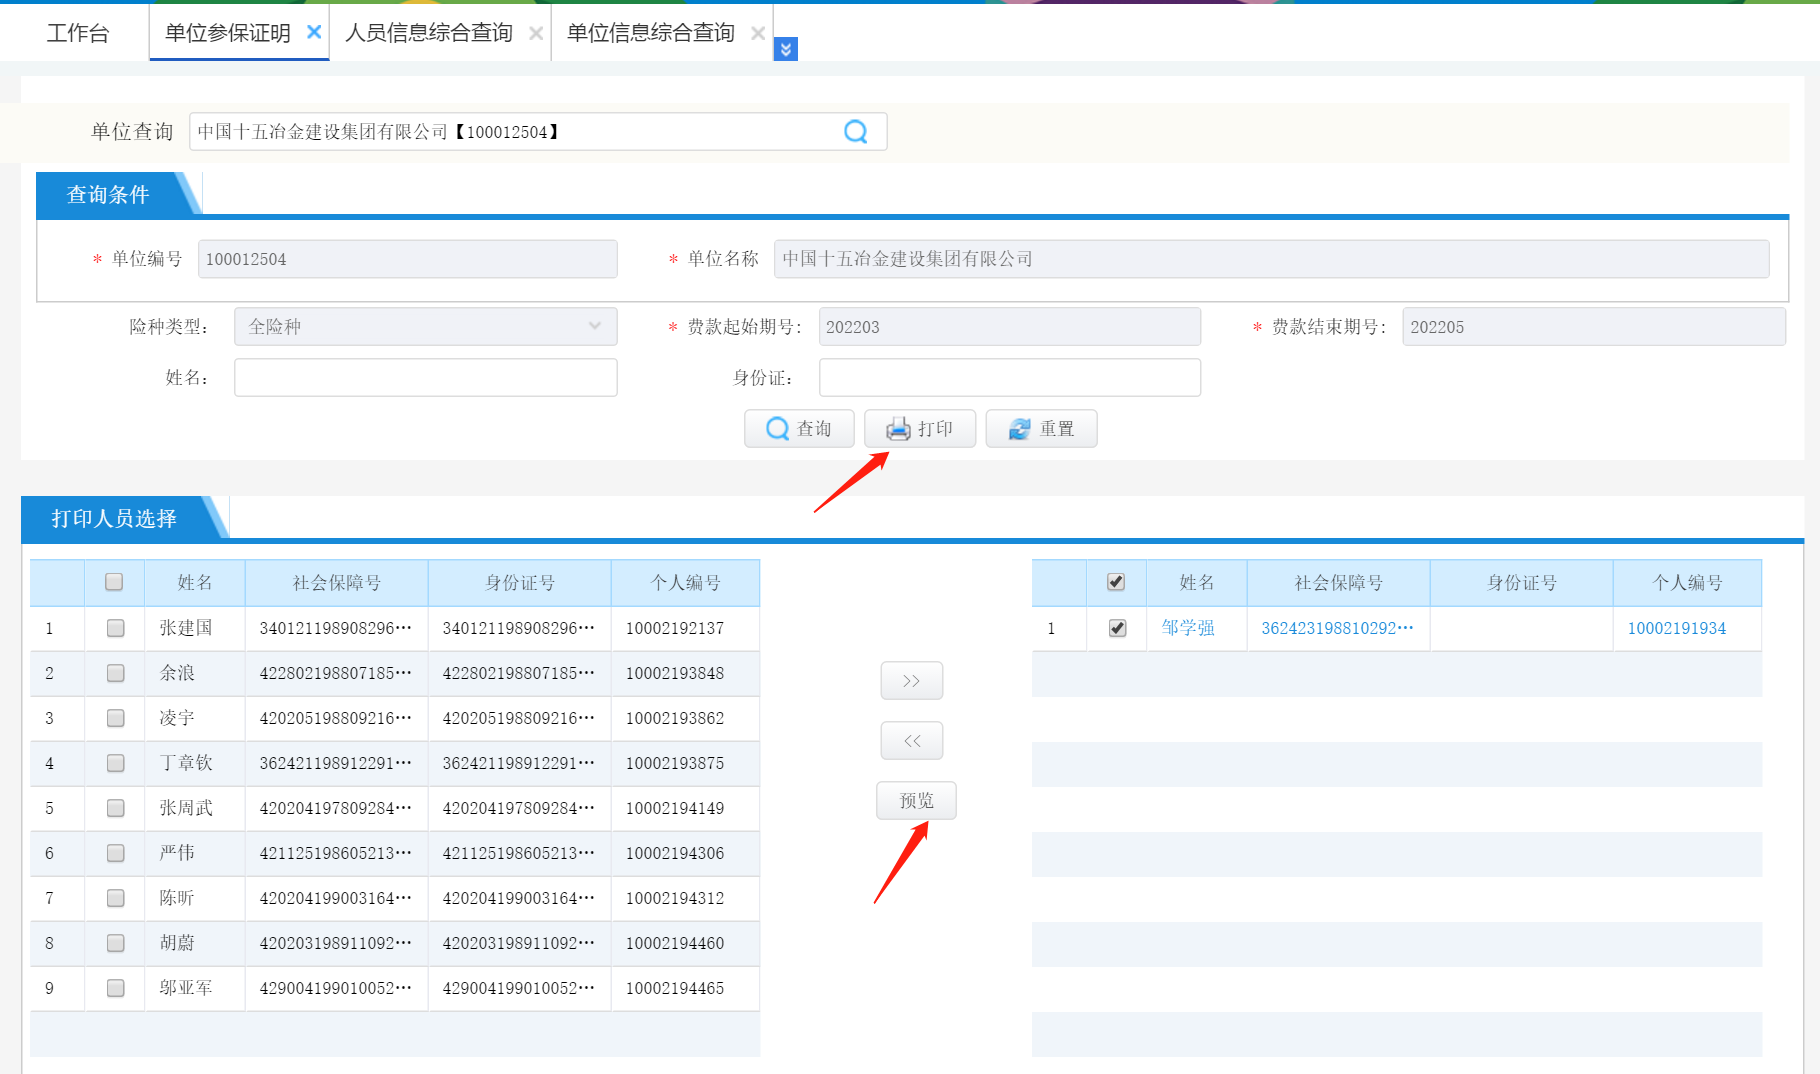 工作台 单位参保证明 人员信息综合查询 单位信息综合查询
单位查询 中国十五冶金建设集团有限公司【100012504】
查询条件
* 单位编号 100012504 * 单位名称 中国十五冶金建设集团有限公司
险种类型： 全险种 * 费款起始期号： 202203 * 费款结束期号： 202205
姓名： 身份证：
查询 打印 重置
打印人员选择
姓名 社会保障号 身份证号 个人编号 姓名 社会保障号 身份证号 个人编号
1 张建国 340121198908296··· 340121198908296··· 10002192137 1 邹学强 362423198810292··· 10002191934
2 余浪 422802198807185··· 422802198807185··· 10002193848
>>
3 凌宇 420205198809216··· 420205198809216··· 10002193862
<<
4 丁章钦 362421198912291··· 362421198912291··· 10002193875
5 张周武 420204197809284··· 420204197809284··· 10002194149
预览
6 严伟 421125198605213··· 421125198605213··· 10002194306
7 陈昕 420204199003164··· 420204199003164··· 10002194312
8 胡蔚 420203198911092··· 420203198911092··· 10002194460
9 邬亚军 429004199010052··· 429004199010052··· 10002194465